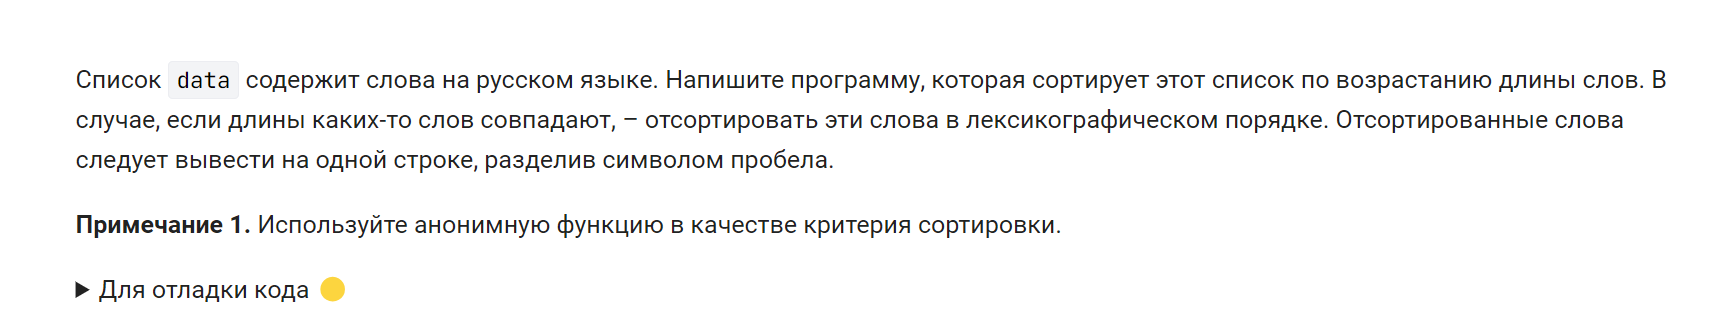 Список data содержит слова на русском языке. Напишите программу, которая сортирует этот список по возрастанию длины слов. В
случае, если длины каких-то слов совпадают, – отсортировать эти слова в лексикографическом порядке. Отсортированные слова
следует вывести на одной строке, разделив символом пробела.
Примечание 1. Используйте анонимную функцию в качестве критерия сортировки.
Для отладки кода